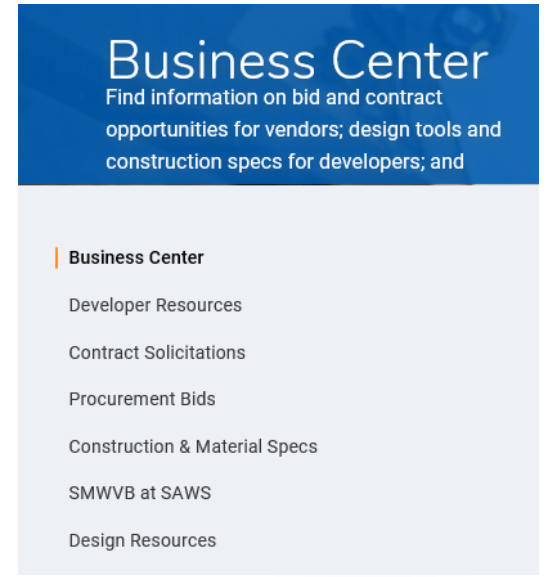 Business Center
Find information on bid and contract
opportunities for vendors; design tools and
construction specs for developers; and
Business Center
Developer Resources
Contract Solicitations
Procurement Bids
Construction & Material Specs
SMWVB at SAWS
Design Resources